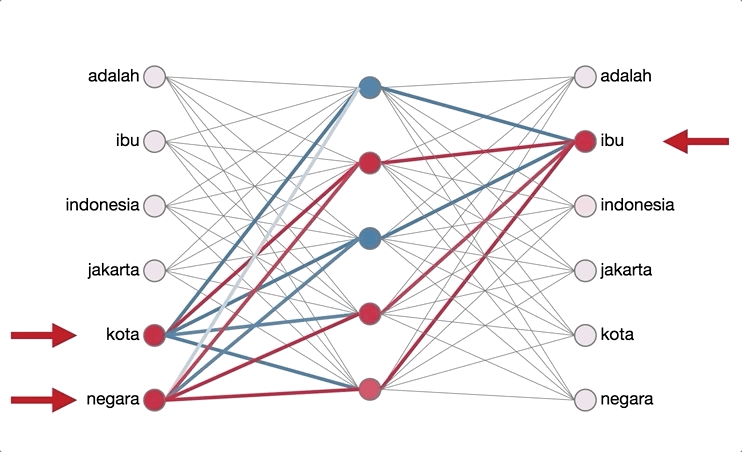 adalah
ibu
indonesia
jakarta
kota
negara
adalah
ibu
indonesia
jakarta
kota
negara